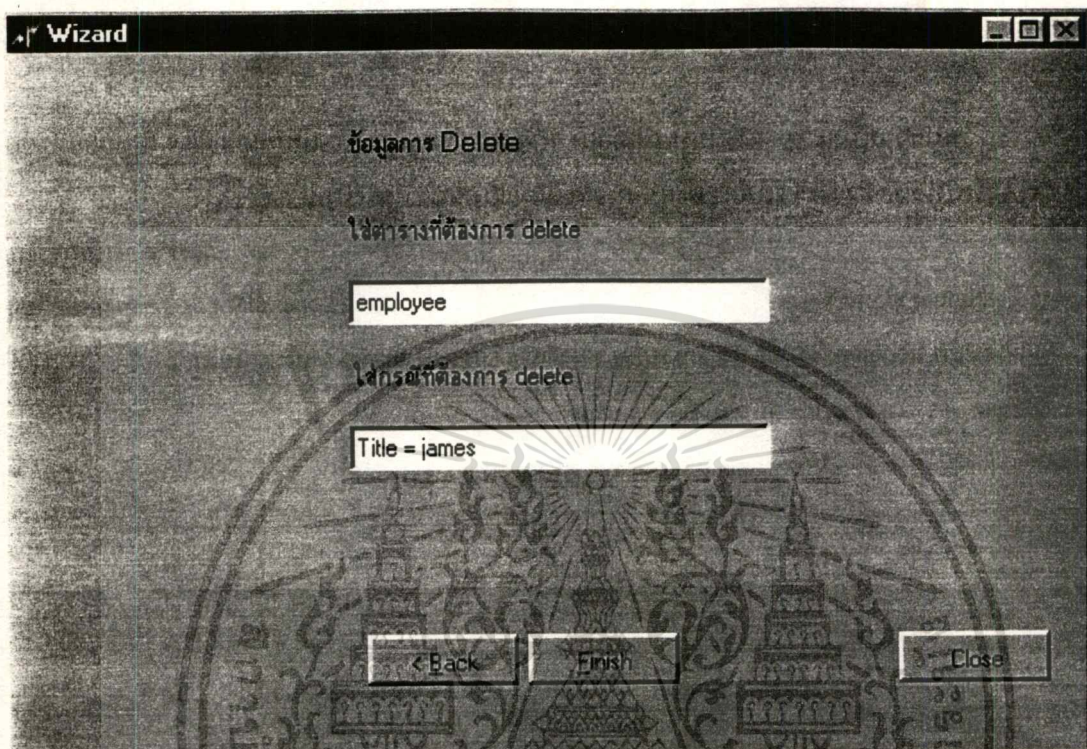 Wizard
ข้อมูลการ Delete
ใส่ตารางที่ต้องการ delete
employee
ใส่กรณีที่ต้องการ delete
Title = james
< Back Finish Close